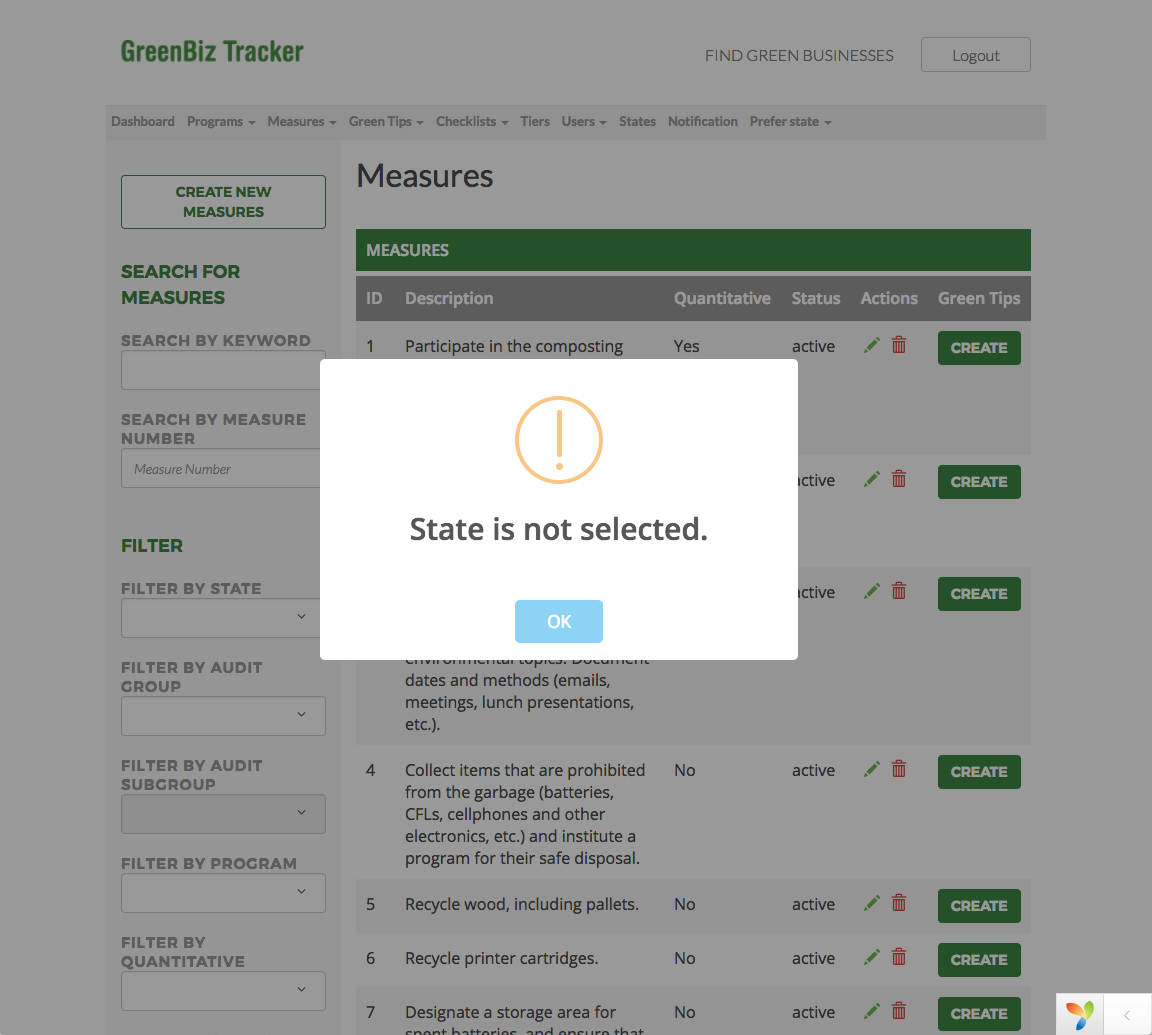 GreenBiz Tracker
FIND GREEN BUSINESSES
Logout
Dashboard Programs Measures Green Tips Checklists Tiers Users States Notification Prefer state
CREATE NEW
MEASURES
SEARCH FOR
MEASURES
SEARCH BY KEYWORD
SEARCH BY MEASURE
NUMBER
Measure Number
FILTER
FILTER BY STATE
FILTER BY AUDIT
GROUP
FILTER BY AUDIT
SUBGROUP
FILTER BY PROGRAM
FILTER BY
QUANTITATIVE
Measures
MEASURES
ID Description Quantitative Status Actions Green Tips
1 Participate in the composting Yes active CREATE
active CREATE
active CREATE
environmental topics. Document
dates and methods (emails,
meetings, lunch presentations,
etc.).
4 Collect items that are prohibited No active CREATE
from the garbage (batteries,
CFLs, cellphones and other
electronics, etc.) and institute a
program for their safe disposal.
5 Recycle wood, including pallets. No active CREATE
6 Recycle printer cartridges. No active CREATE
7 Designate a storage area for No active CREATE
spent batteries, and ensure that
State is not selected.
OK